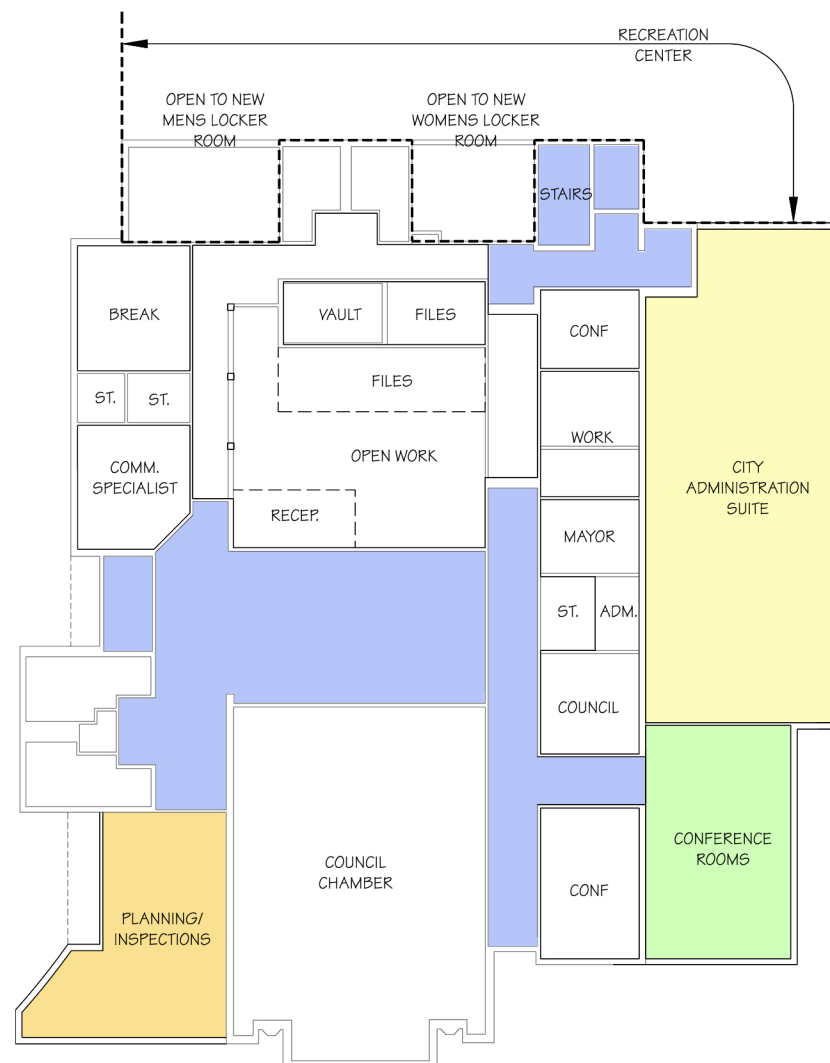 RECREATION
CENTER
OPEN TO NEW
MENS LOCKER
ROOM
OPEN TO NEW
WOMENS LOCKER
ROOM
STAIRS
BREAK
VAULT
FILES
CONF
FILES
ST.
ST.
WORK
OPEN WORK
COMM.
SPECIALIST
CITY
ADMINISTRATION
SUITE
RECEP.
MAYOR
ST.
ADM.
COUNCIL
CONFERENCE
ROOMS
COUNCIL
CHAMBER
CONF
PLANNING/
INSPECTIONS